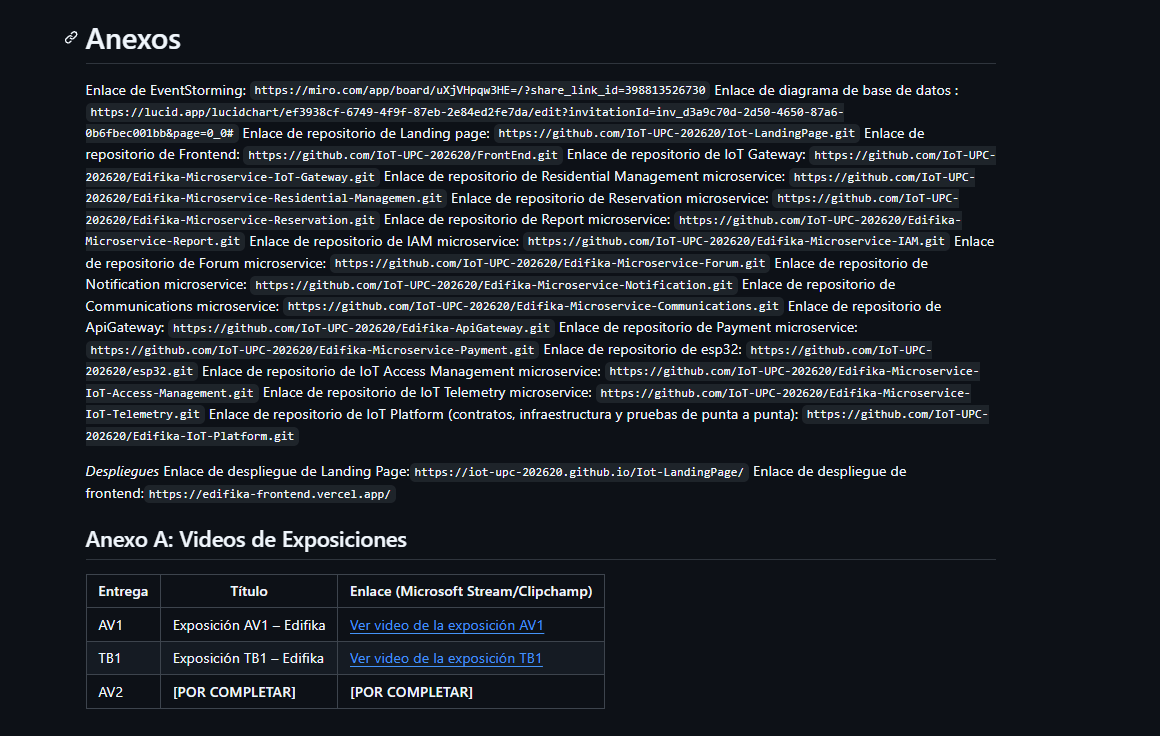 Anexos
Enlace de EventStorming: https://miro.com/app/board/uXjVHpqw3HE=/?share_link_id=398813526730 Enlace de diagrama de base de datos :
https://lucid.app/lucidchart/ef3938cf-6749-4f9f-87eb-2e84ed2fe7da/edit?invitationId=inv_d3a9c70d-2d50-4650-87a6-
0b6fbec001bb&page=0_0# Enlace de repositorio de Landing page: https://github.com/IoT-UPC-202620/Iot-LandingPage.git Enlace de
repositorio de Frontend: https://github.com/IoT-UPC-202620/FrontEnd.git Enlace de repositorio de IoT Gateway: https://github.com/IoT-UPC-
202620/Edifika-Microservice-IoT-Gateway.git Enlace de repositorio de Residential Management microservice: https://github.com/IoT-UPC-
202620/Edifika-Microservice-Residential-Managemen.git Enlace de repositorio de Reservation microservice: https://github.com/IoT-UPC-
202620/Edifika-Microservice-Reservation.git Enlace de repositorio de Report microservice: https://github.com/IoT-UPC-202620/Edifika-
Microservice-Report.git Enlace de repositorio de IAM microservice: https://github.com/IoT-UPC-202620/Edifika-Microservice-IAM.git Enlace
de repositorio de Forum microservice: https://github.com/IoT-UPC-202620/Edifika-Microservice-Forum.git Enlace de repositorio de
Notification microservice: https://github.com/IoT-UPC-202620/Edifika-Microservice-Notification.git Enlace de repositorio de
Communications microservice: https://github.com/IoT-UPC-202620/Edifika-Microservice-Communications.git Enlace de repositorio de
ApiGateway: https://github.com/IoT-UPC-202620/Edifika-ApiGateway.git Enlace de repositorio de Payment microservice:
https://github.com/IoT-UPC-202620/Edifika-Microservice-Payment.git Enlace de repositorio de esp32: https://github.com/IoT-UPC-
202620/esp32.git Enlace de repositorio de IoT Access Management microservice: https://github.com/IoT-UPC-202620/Edifika-Microservice-
IoT-Access-Management.git Enlace de repositorio de IoT Telemetry microservice: https://github.com/IoT-UPC-202620/Edifika-Microservice-
IoT-Telemetry.git Enlace de repositorio de IoT Platform (contratos, infraestructura y pruebas de punta a punta): https://github.com/IoT-UPC-
202620/Edifika-IoT-Platform.git
Despliegues Enlace de despliegue de Landing Page: https://iot-upc-202620.github.io/Iot-LandingPage/ Enlace de despliegue de
frontend: https://edifika-frontend.vercel.app/
Anexo A: Videos de Exposiciones
Entrega Título Enlace (Microsoft Stream/Clipchamp)
AV1 Exposición AV1 – Edifika Ver video de la exposición AV1
TB1 Exposición TB1 – Edifika Ver video de la exposición TB1
AV2 [POR COMPLETAR] [POR COMPLETAR]